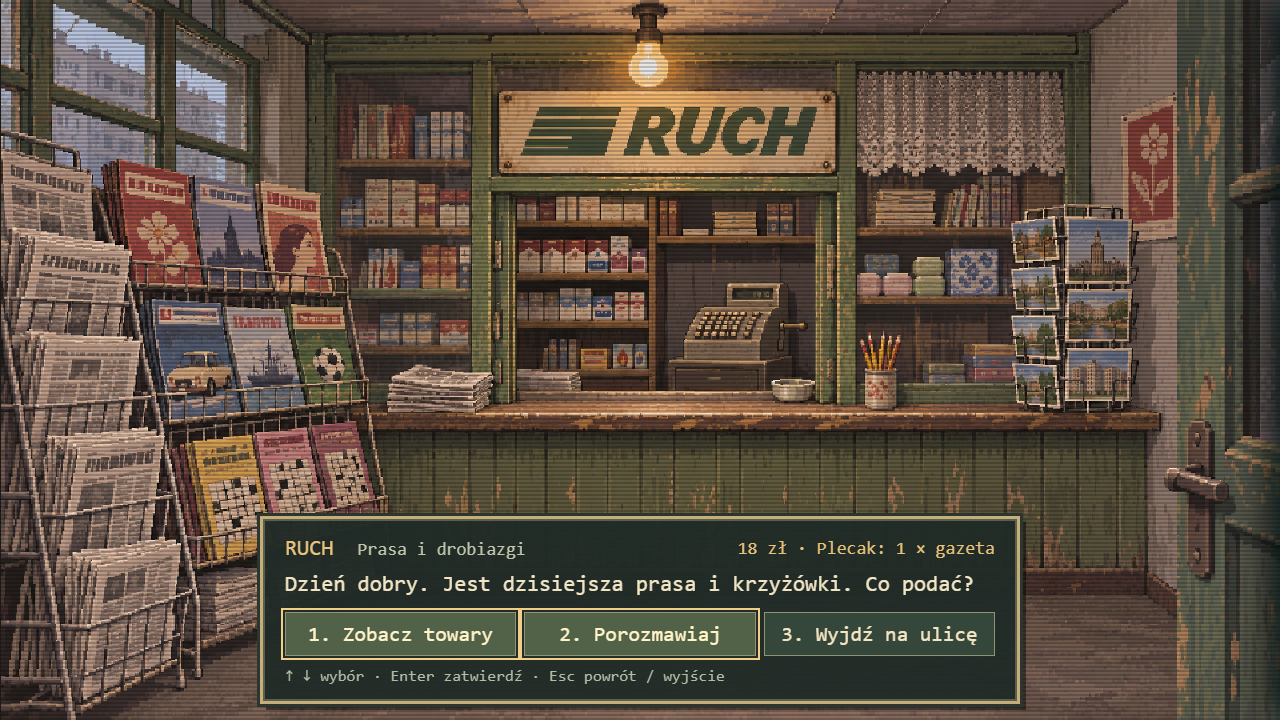 RUCH
RUCH Prasa i drobiazgi 18 zł · Plecak: 1 × gazeta
Dzień dobry. Jest dzisiejsza prasa i krzyżówki. Co podać?
1. Zobacz towary 2. Porozmawiaj 3. Wyjdź na ulicę
↑ ↓ wybór · Enter zatwierdź · Esc powrót / wyjście